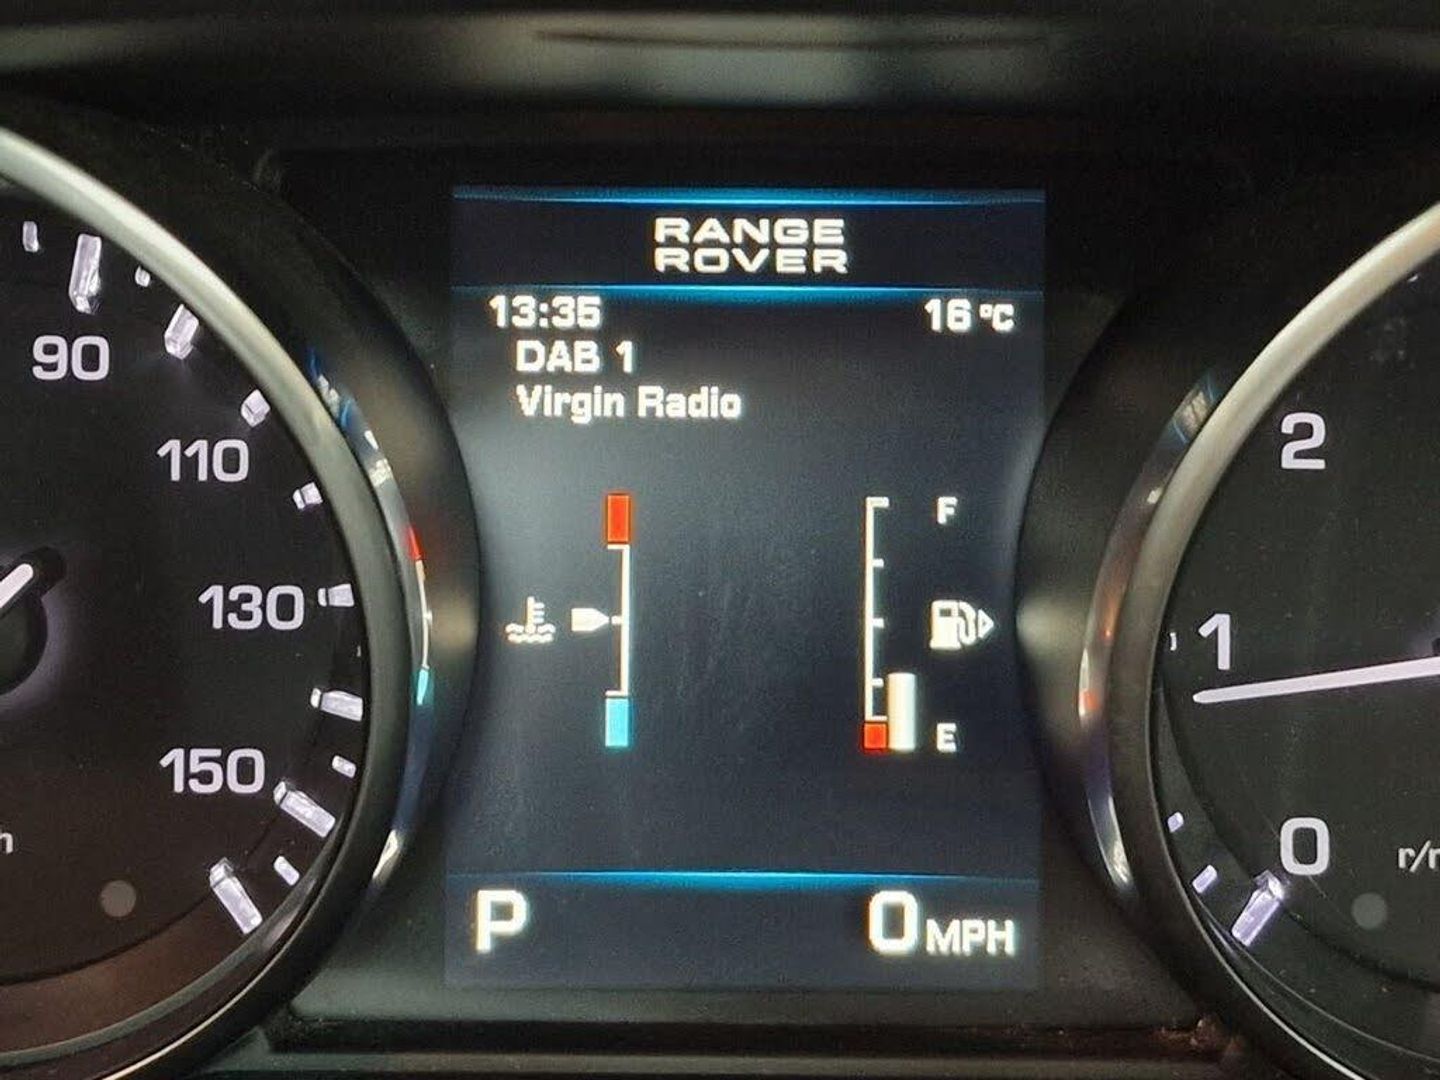 RANGE
ROVER
13:35
16 °C
DAB 1
Virgin Radio
F
E
P
0 MPH
90
110
130
150
h
2
1
0